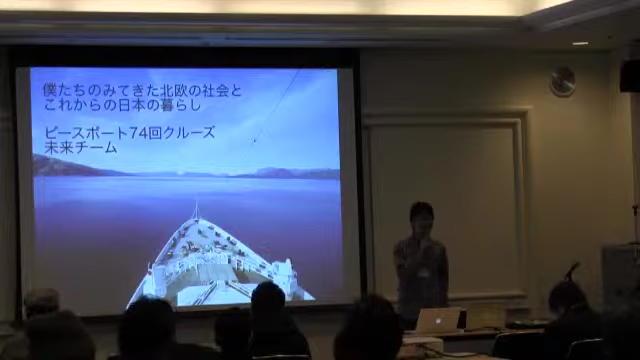 僕たちのみてきた北欧の社会と
これからの日本の暮らし
ピースボート74回クルーズ
未来チーム